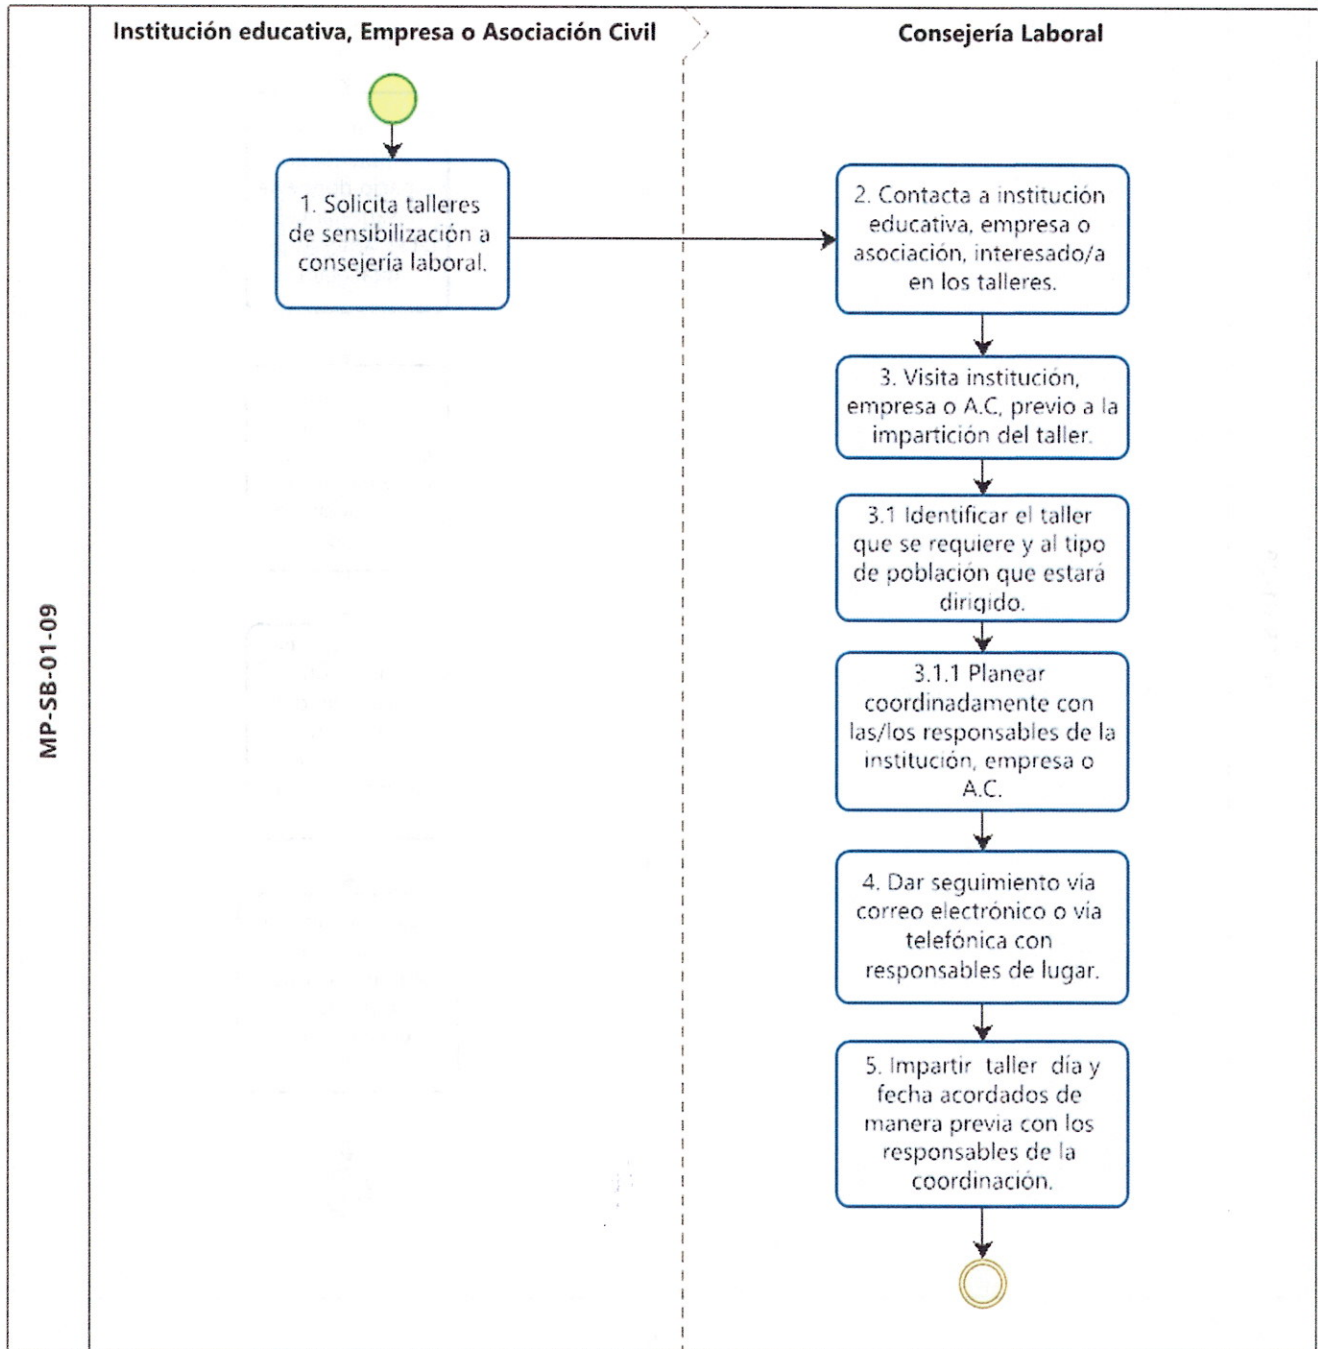 Institución educativa, Empresa o Asociación Civil
Consejería Laboral
MP-SB-01-09
1. Solicita talleres
de sensibilización a
consejería laboral.
2. Contacta a institución
educativa, empresa o
asociación, interesado/a
en los talleres.
3. Visita institución,
empresa o A.C, previo a la
impartición del taller.
3.1 Identificar el taller
que se requiere y al tipo
de población que estará
dirigido.
3.1.1 Planear
coordinadamente con
las/los responsables de la
institución, empresa o
A.C.
4. Dar seguimiento vía
correo electrónico o vía
telefónica con
responsables de lugar.
5. Impartir taller día y
fecha acordados de
manera previa con los
responsables de la
coordinación.